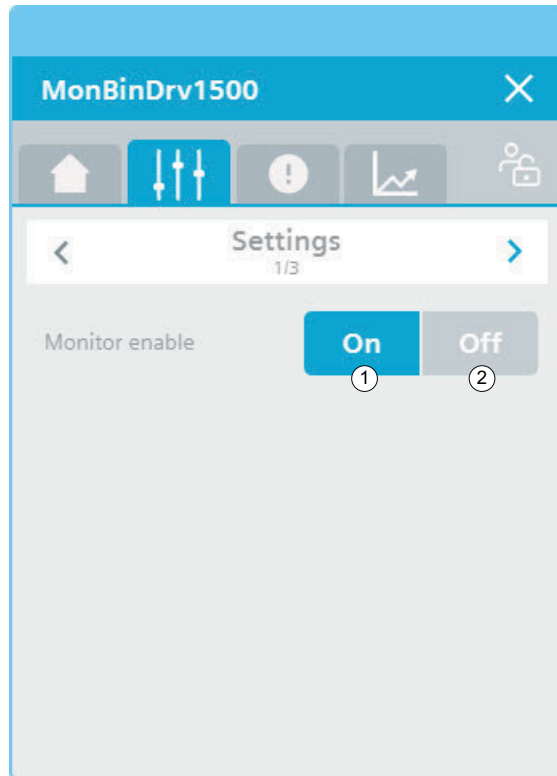 MonBinDrv1500
Settings
1/3
Monitor enable
On
Off
1
2